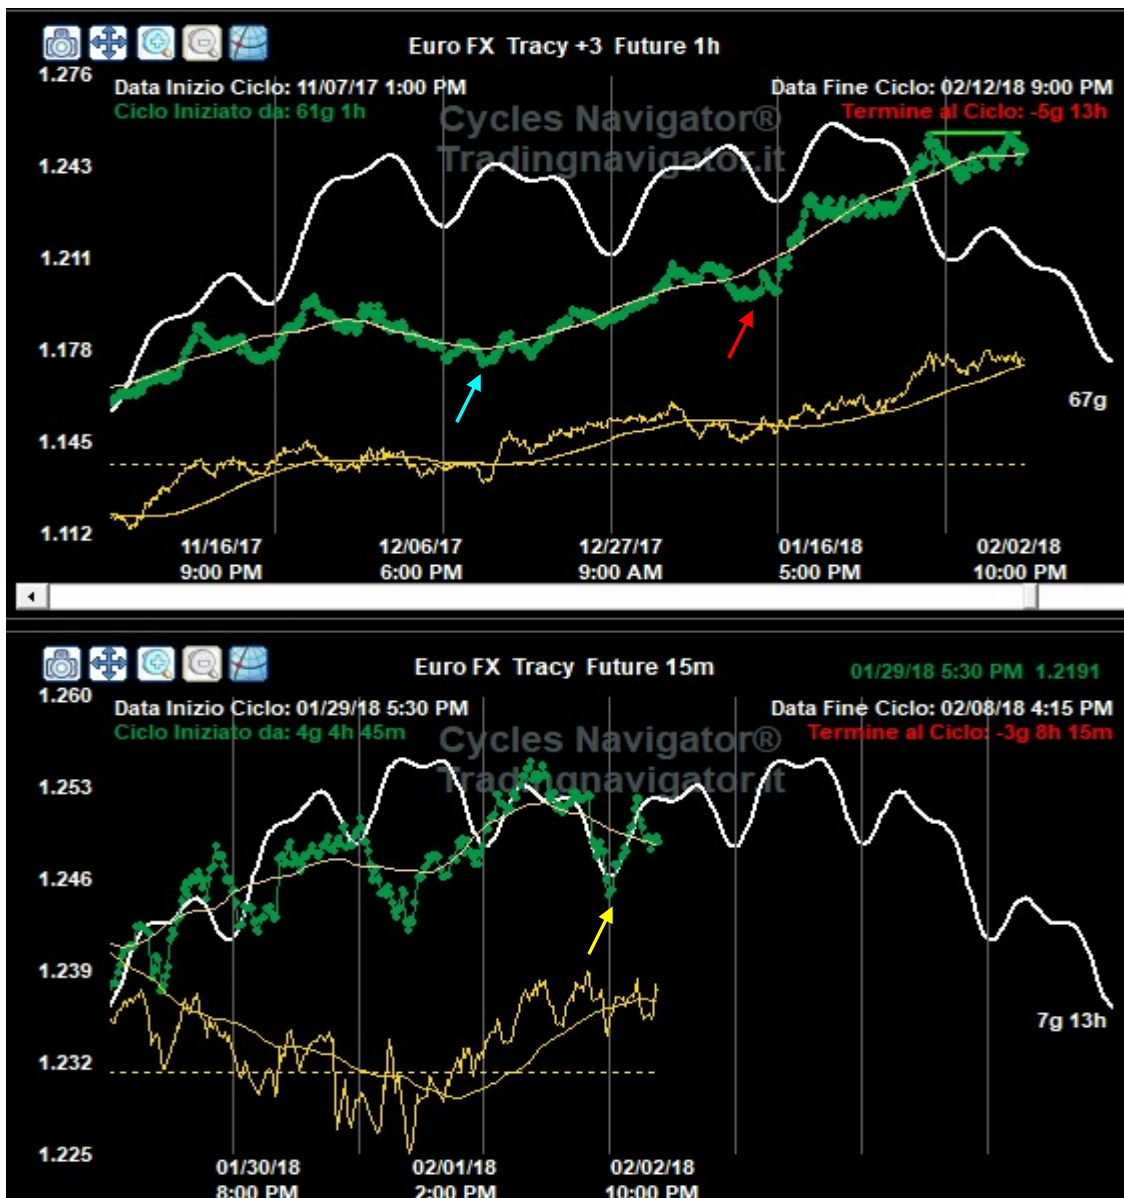 Euro FX Tracy +3 Future 1h
1.276
Data Inizio Ciclo: 11/07/17 1:00 PM
Data Fine Ciclo: 02/12/18 9:00 PM
Ciclo Iniziato da: 61g 1h
Termine al Ciclo: -5g 13h
Cycles Navigator®
Tradingnavigator.it
1.243
1.211
1.178
67g
1.145
1.112
11/16/17 12/06/17 12/27/17 01/16/18 02/02/18
9:00 PM 6:00 PM 9:00 AM 5:00 PM 10:00 PM
Euro FX Tracy Future 15m
01/29/18 5:30 PM 1.2191
1.260
Data Inizio Ciclo: 01/29/18 5:30 PM
Data Fine Ciclo: 02/08/18 4:15 PM
Ciclo Iniziato da: 4g 4h 45m
Termine al Ciclo: -3g 8h 15m
Cycles Navigator®
Tradingnavigator.it
1.253
1.246
1.239
7g 13h
1.232
1.225
01/30/18 02/01/18 02/02/18
8:00 PM 2:00 PM 10:00 PM